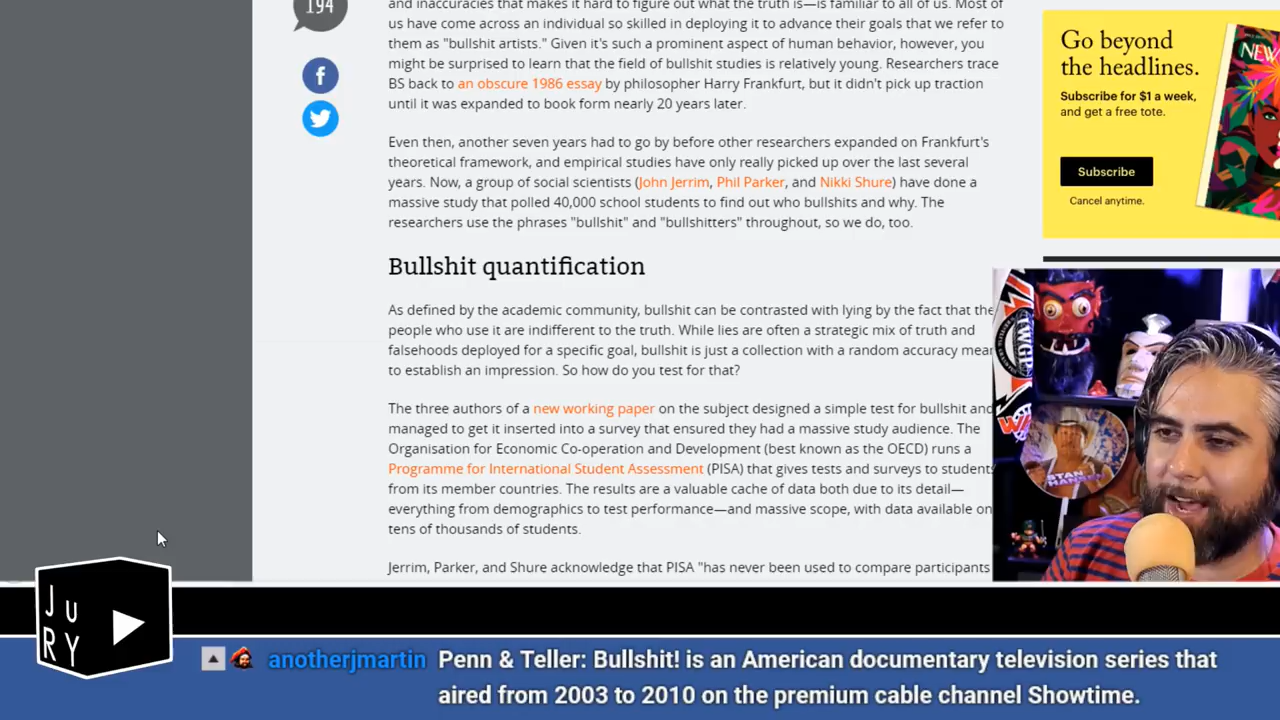 194
and inaccuracies that makes it hard to figure out what the truth is—is familiar to all of us. Most of
us have come across an individual so skilled in deploying it to advance their goals that we refer to
them as "bullshit artists." Given it's such a prominent aspect of human behavior, however, you
might be surprised to learn that the field of bullshit studies is relatively young. Researchers trace
BS back to an obscure 1986 essay by philosopher Harry Frankfurt, but it didn't pick up traction
until it was expanded to book form nearly 20 years later.
Even then, another seven years had to go by before other researchers expanded on Frankfurt's
theoretical framework, and empirical studies have only really picked up over the last several
years. Now, a group of social scientists (John Jerrim, Phil Parker, and Nikki Shure) have done a
massive study that polled 40,000 school students to find out who bullshits and why. The
researchers use the phrases "bullshit" and "bullshitters" throughout, so we do, too.
Bullshit quantification
As defined by the academic community, bullshit can be contrasted with lying by the fact that the
people who use it are indifferent to the truth. While lies are often a strategic mix of truth and
falsehoods deployed for a specific goal, bullshit is just a collection with a random accuracy mean
to establish an impression. So how do you test for that?
The three authors of a new working paper on the subject designed a simple test for bullshit and
managed to get it inserted into a survey that ensured they had a massive study audience. The
Organisation for Economic Co-operation and Development (best known as the OECD) runs a
Programme for International Student Assessment (PISA) that gives tests and surveys to students
from its member countries. The results are a valuable cache of data both due to its detail—
everything from demographics to test performance—and massive scope, with data available on
tens of thousands of students.
Jerrim, Parker, and Shure acknowledge that PISA "has never been used to compare participants
Go beyond
the headlines.
Subscribe for $1 a week,
and get a free tote.
Subscribe
Cancel anytime.
NEW
STAN
HANSEN
JURY
anotherjmartin Penn & Teller: Bullshit! is an American documentary television series that
aired from 2003 to 2010 on the premium cable channel Showtime.